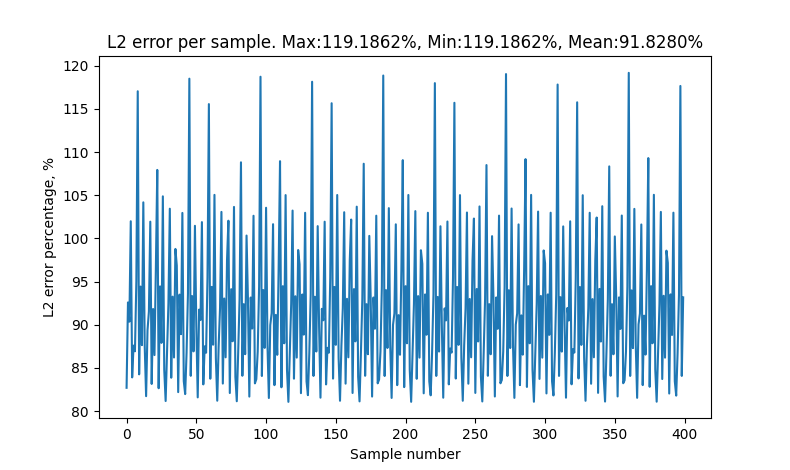 L2 error per sample. Max:119.1862%, Min:119.1862%, Mean:91.8280%
120
115
110
105
100
95
90
85
80
L2 error percentage, %
0 50 100 150 200 250 300 350 400
Sample number